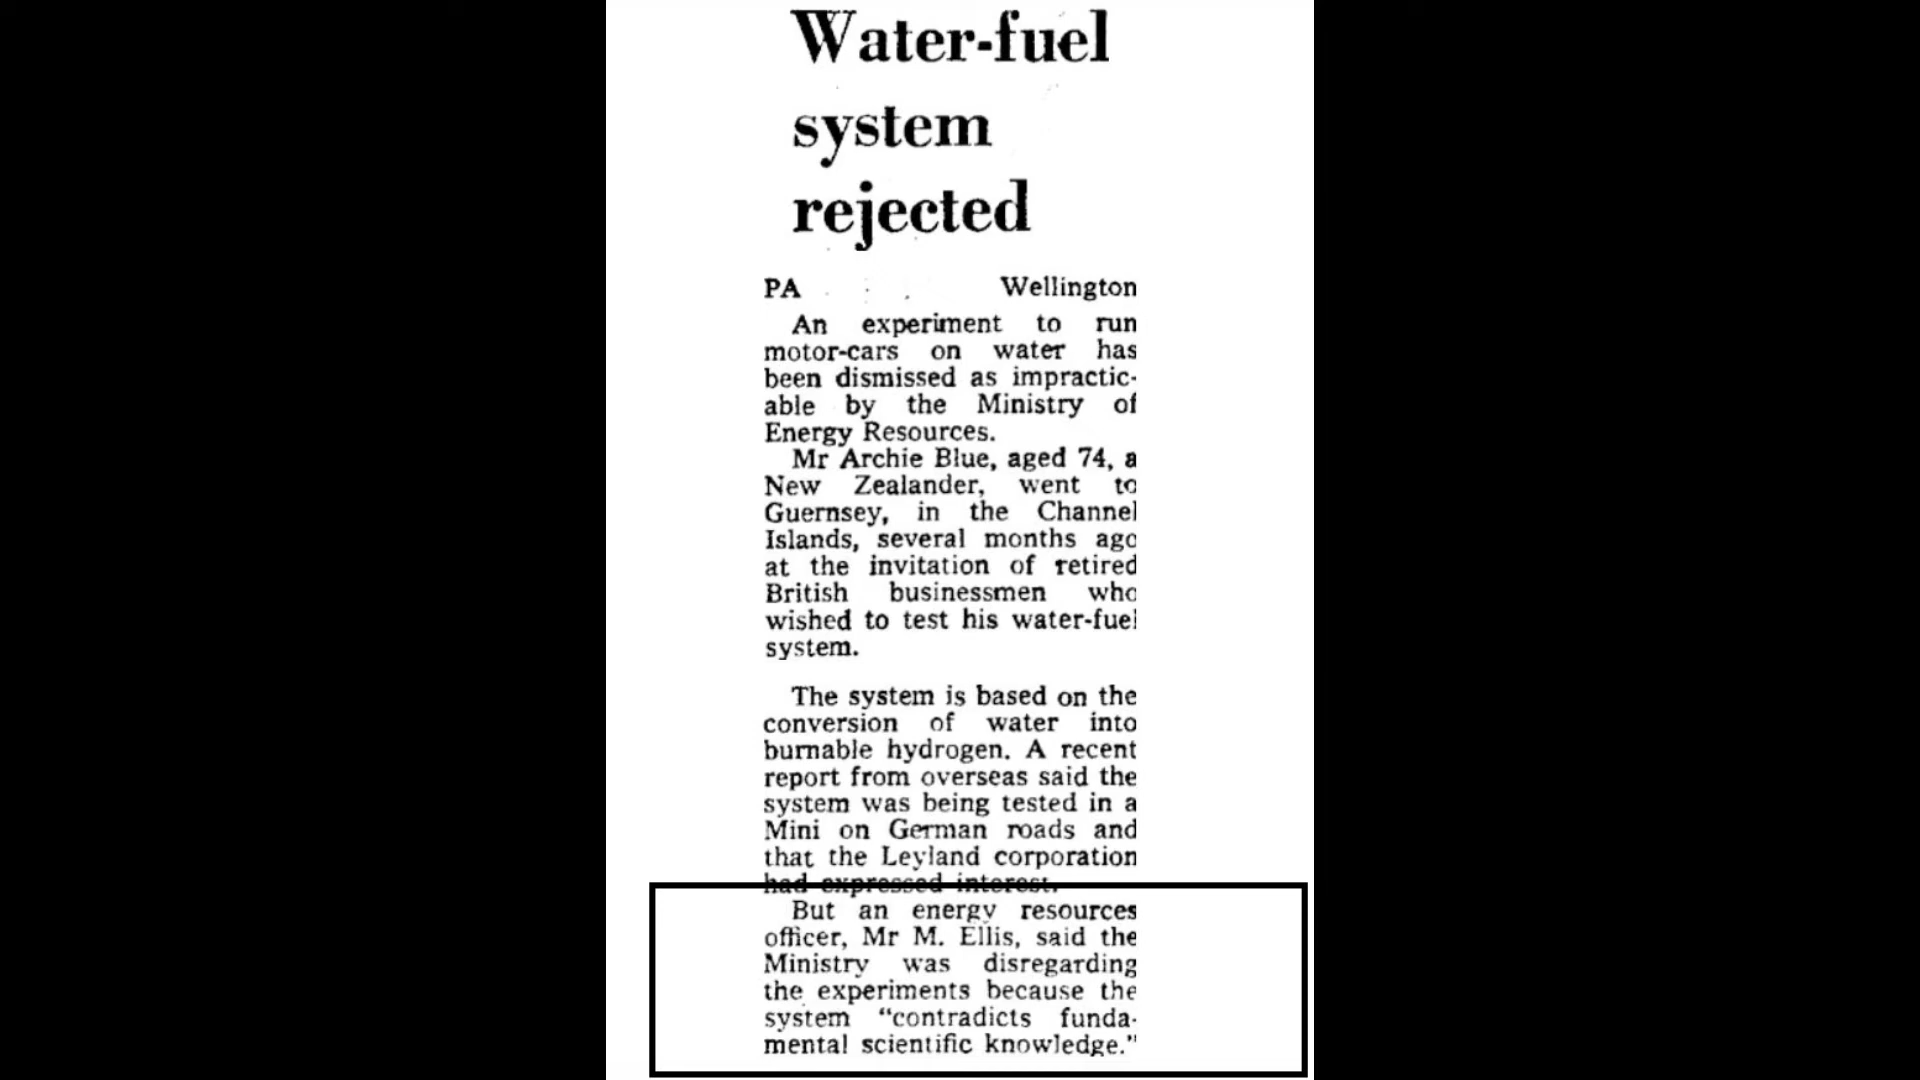 Water-fuel
system
rejected
PA Wellington
An experiment to run
motor-cars on water has
been dismissed as impractic-
able by the Ministry of
Energy Resources.
Mr Archie Blue, aged 74, a
New Zealander, went to
Guernsey, in the Channel
Islands, several months ago
at the invitation of retired
British businessmen who
wished to test his water-fuel
system.
The system is based on the
conversion of water into
burnable hydrogen. A recent
report from overseas said the
system was being tested in a
Mini on German roads and
that the Leyland corporation
had expressed interest.
But an energy resources
officer, Mr M. Ellis, said the
Ministry was disregarding
the experiments because the
system “contradicts funda-
mental scientific knowledge.”